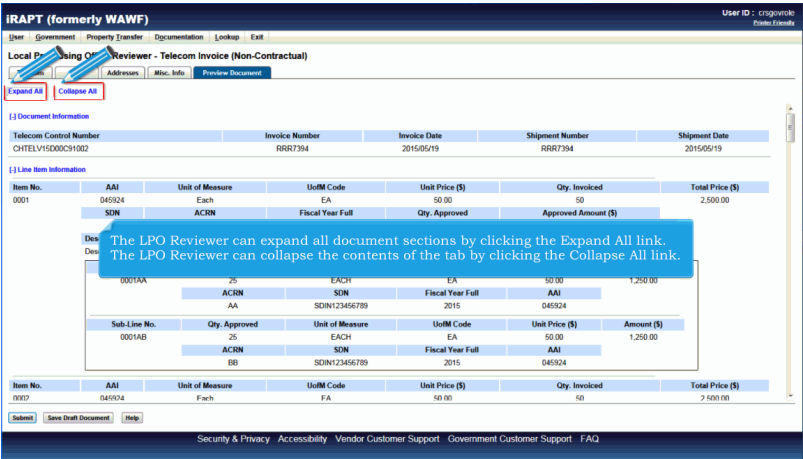 iRAPT (formerly WAWF)
User ID : crsgovrole
Printer Friendly
User Government Property Transfer Documentation Lookup Exit
Reviewer - Telecom Invoice (Non-Contractual)
Addresses Misc. Info Preview Document
Expand All Collapse All
[-] Document Information
Telecom Control Number Invoice Number Invoice Date Shipment Number Shipment Date
CHTELV15D00C91002 RRR7394 2015/05/19 RRR7394 2015/05/19
[-] Line Item Information
Item No. AAI Unit of Measure UofM Code Unit Price ($) Qty. Invoiced Total Price ($)
0001 045924 Each EA 50.00 50 2,500.00
SDN ACRN Fiscal Year Full Qty. Approved Approved Amount ($)
The LPO Reviewer can expand all document sections by clicking the Expand All link.
The LPO Reviewer can collapse the contents of the tab by clicking the Collapse All link.
0001AA 25 EACH EA 50.00 1,250.00
ACRN SDN Fiscal Year Full AAI
AA SDIN123456789 2015 045924
Sub-Line No. Qty. Approved Unit of Measure UofM Code Unit Price ($) Amount ($)
0001AB 25 EACH EA 50.00 1,250.00
ACRN SDN Fiscal Year Full AAI
BB SDIN123456789 2015 045924
Item No. AAI Unit of Measure UofM Code Unit Price ($) Qty. Invoiced Total Price ($)
0002 045924 Each EA 50.00 50 2,500.00
Submit Save Draft Document Help
Security & Privacy Accessibility Vendor Customer Support Government Customer Support FAQ